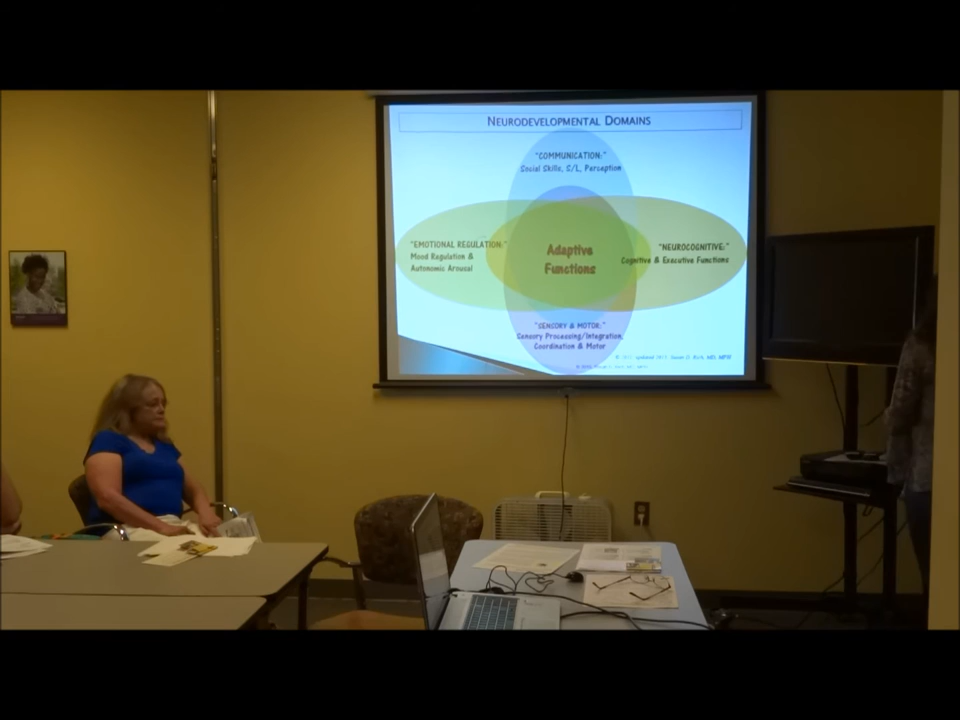 NEURODEVELOPMENTAL DOMAINS
"COMMUNICATION:"
Social Skills, S/L, Perception
"EMOTIONAL REGULATION:"
Mood Regulation &
Autonomic Arousal
Adaptive
Functions
"NEUROCOGNITIVE:"
Cognitive & Executive Functions
"SENSORY & MOTOR:"
Sensory Processing/Integration,
Coordination & Motor